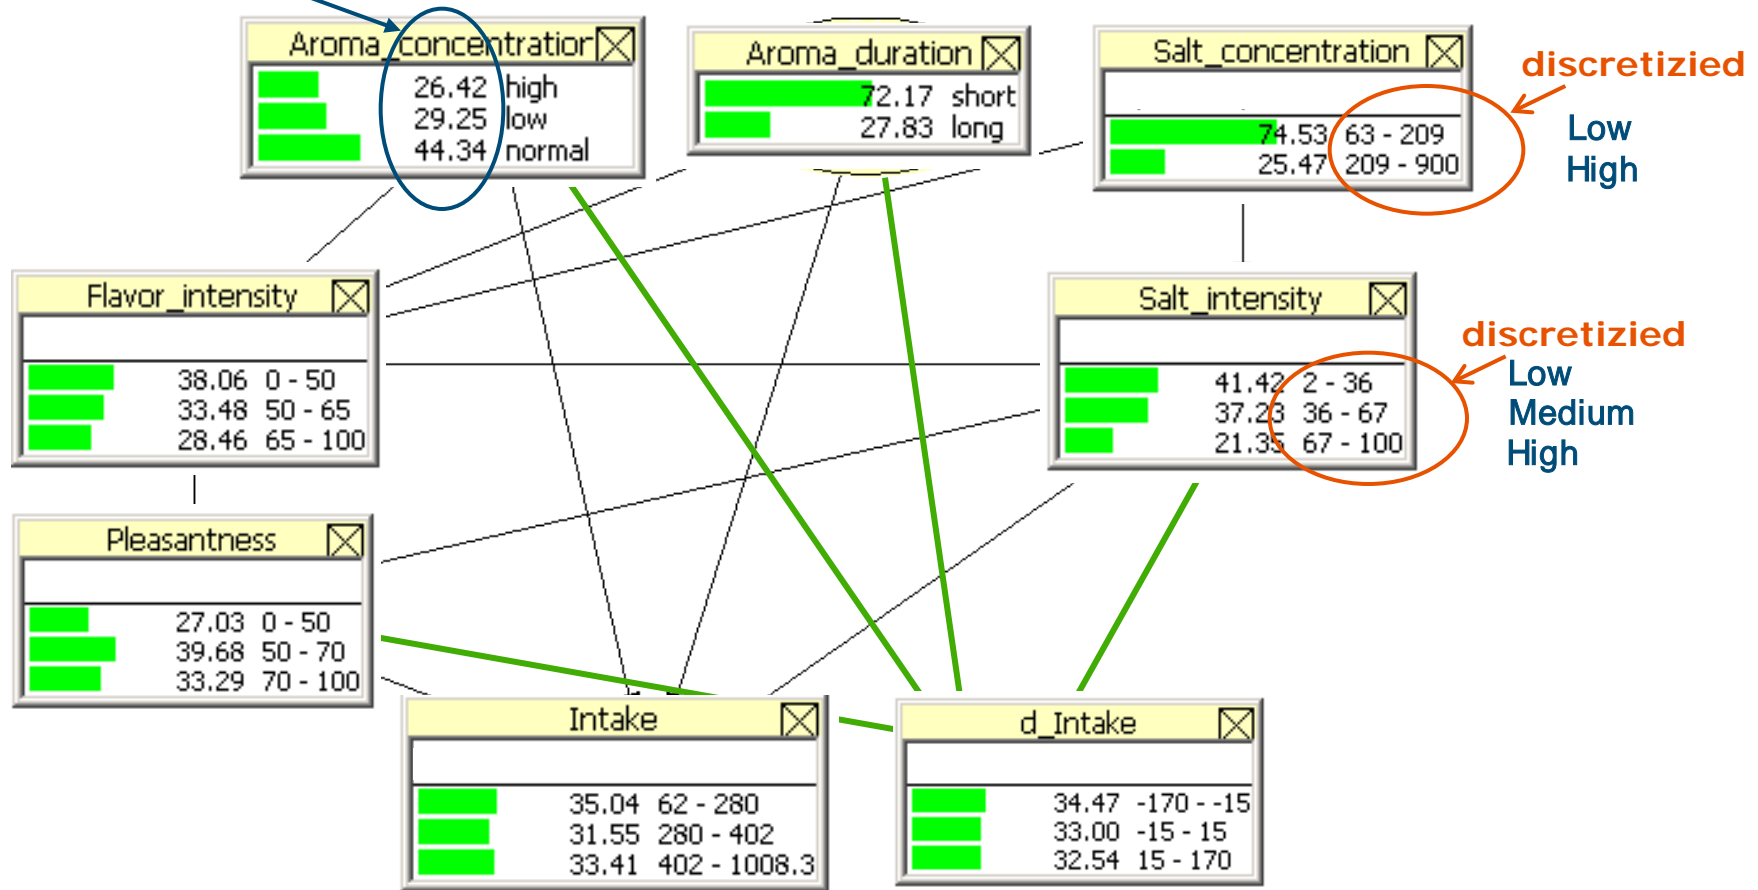 Aroma_concentration
26.42 high
29.25 low
44.34 normal
Aroma_duration
72.17 short
27.83 long
Salt_concentration
74.53 63 - 209
25.47 209 - 900
discretizied
Low
High
Flavor_intensity
38.06 0 - 50
33.48 50 - 65
28.46 65 - 100
Salt_intensity
41.42 2 - 36
37.23 36 - 67
21.35 67 - 100
discretizied
Low
Medium
High
Pleasantness
27.03 0 - 50
39.68 50 - 70
33.29 70 - 100
Intake
35.04 62 - 280
31.55 280 - 402
33.41 402 - 1008.3
d_Intake
34.47 -170 - -15
33.00 -15 - 15
32.54 15 - 170